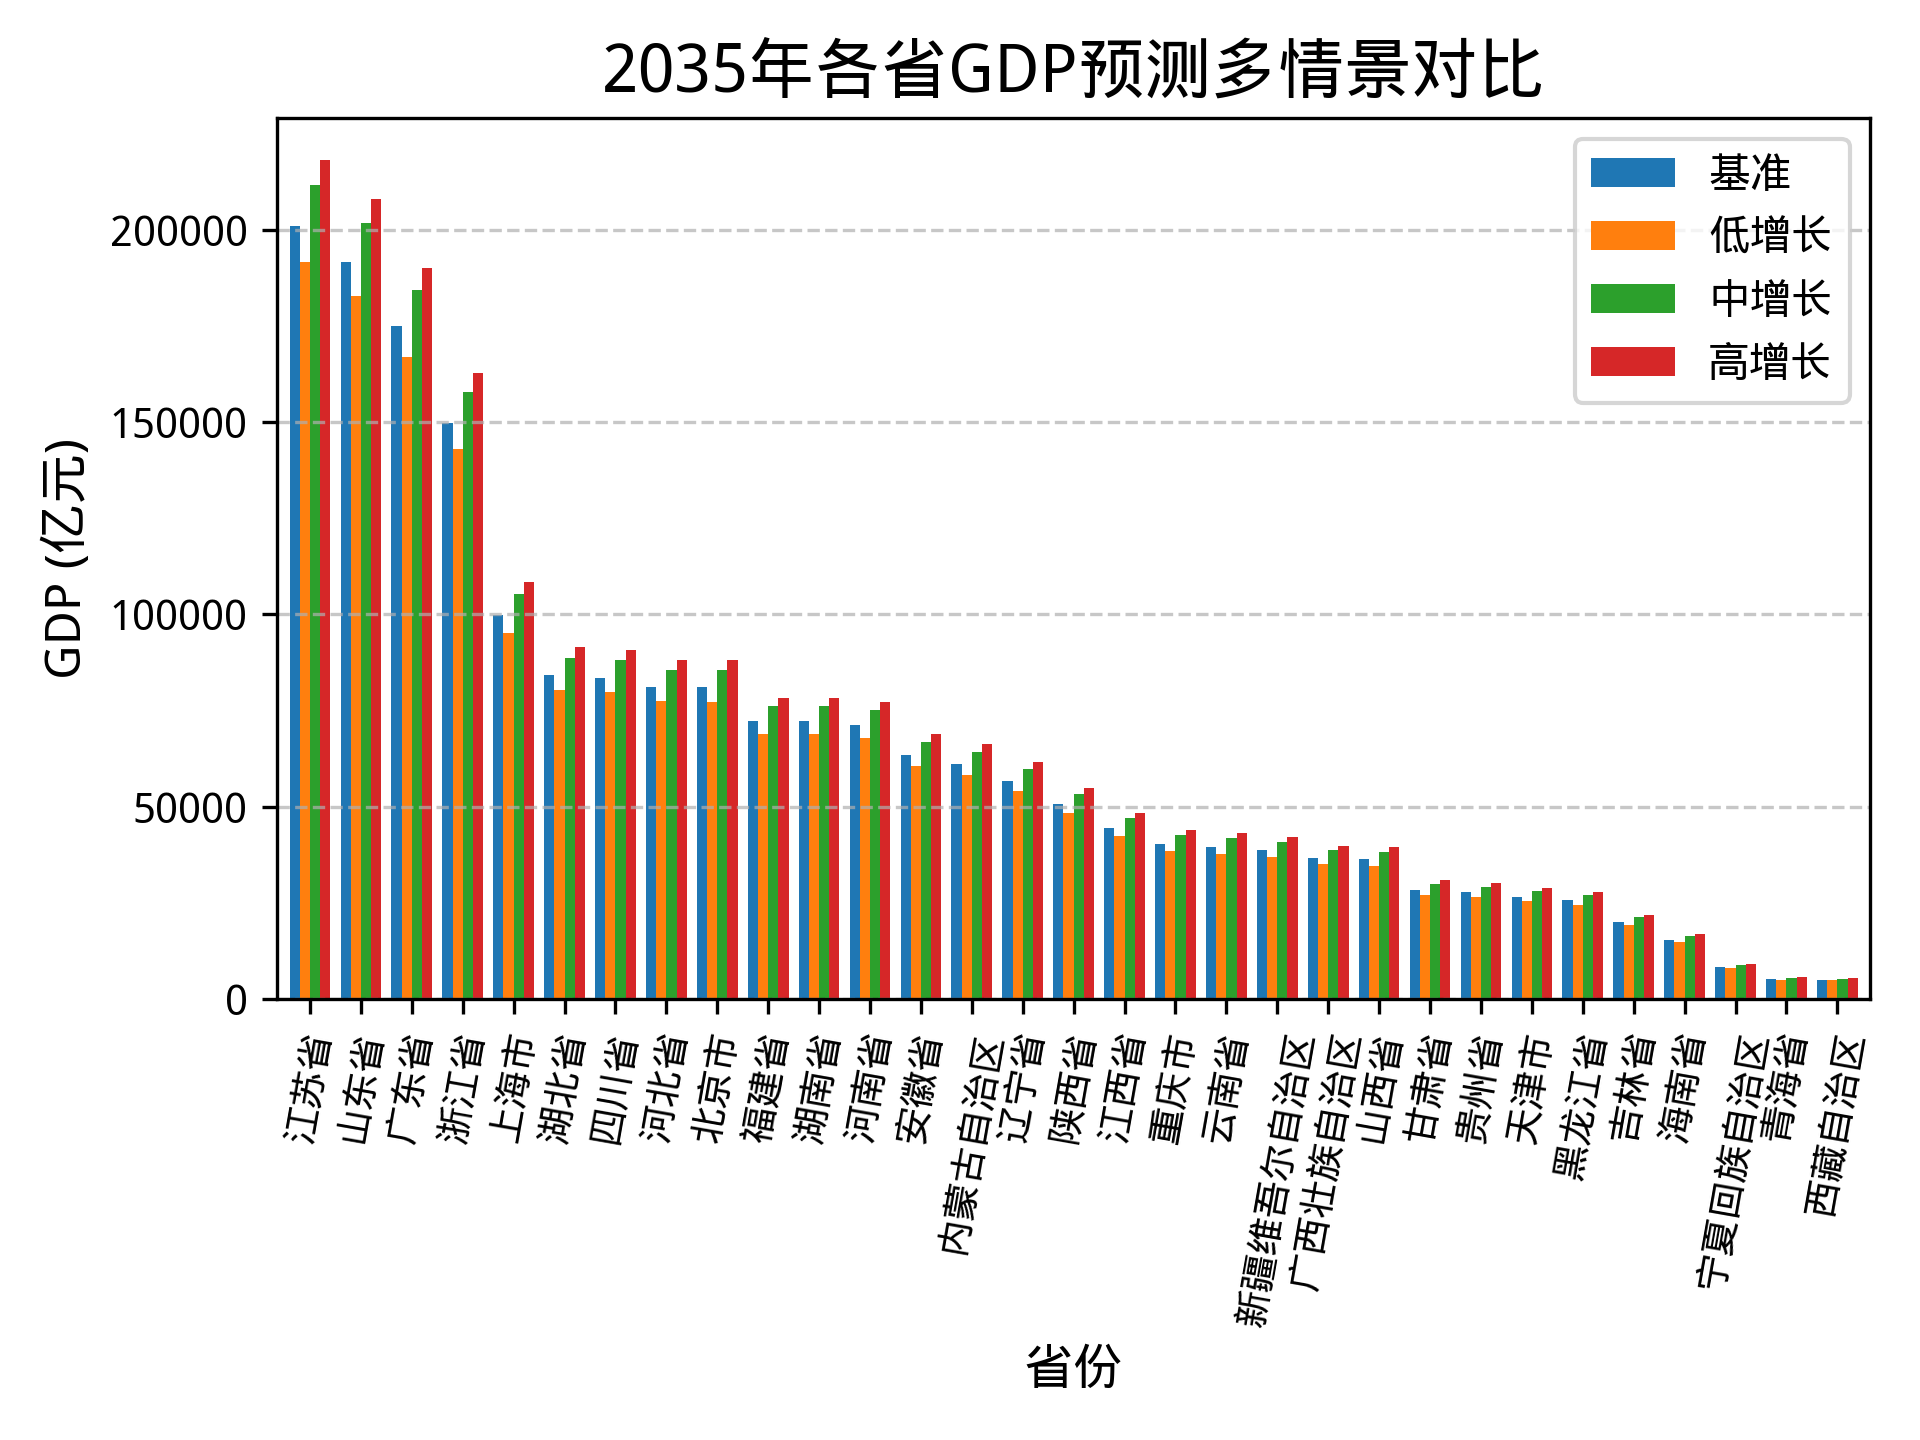 2035年各省GDP预测多情景对比
基准
低增长
中增长
高增长
GDP (亿元)
200000
150000
100000
50000
0
江苏省
山东省
广东省
浙江省
上海市
湖北省
四川省
河北省
北京市
福建省
湖南省
河南省
安徽省
内蒙古自治区
辽宁省
陕西省
江西省
重庆市
云南省
新疆维吾尔自治区
广西壮族自治区
山西省
甘肃省
贵州省
天津市
黑龙江省
吉林省
海南省
宁夏回族自治区
青海省
西藏自治区
省份